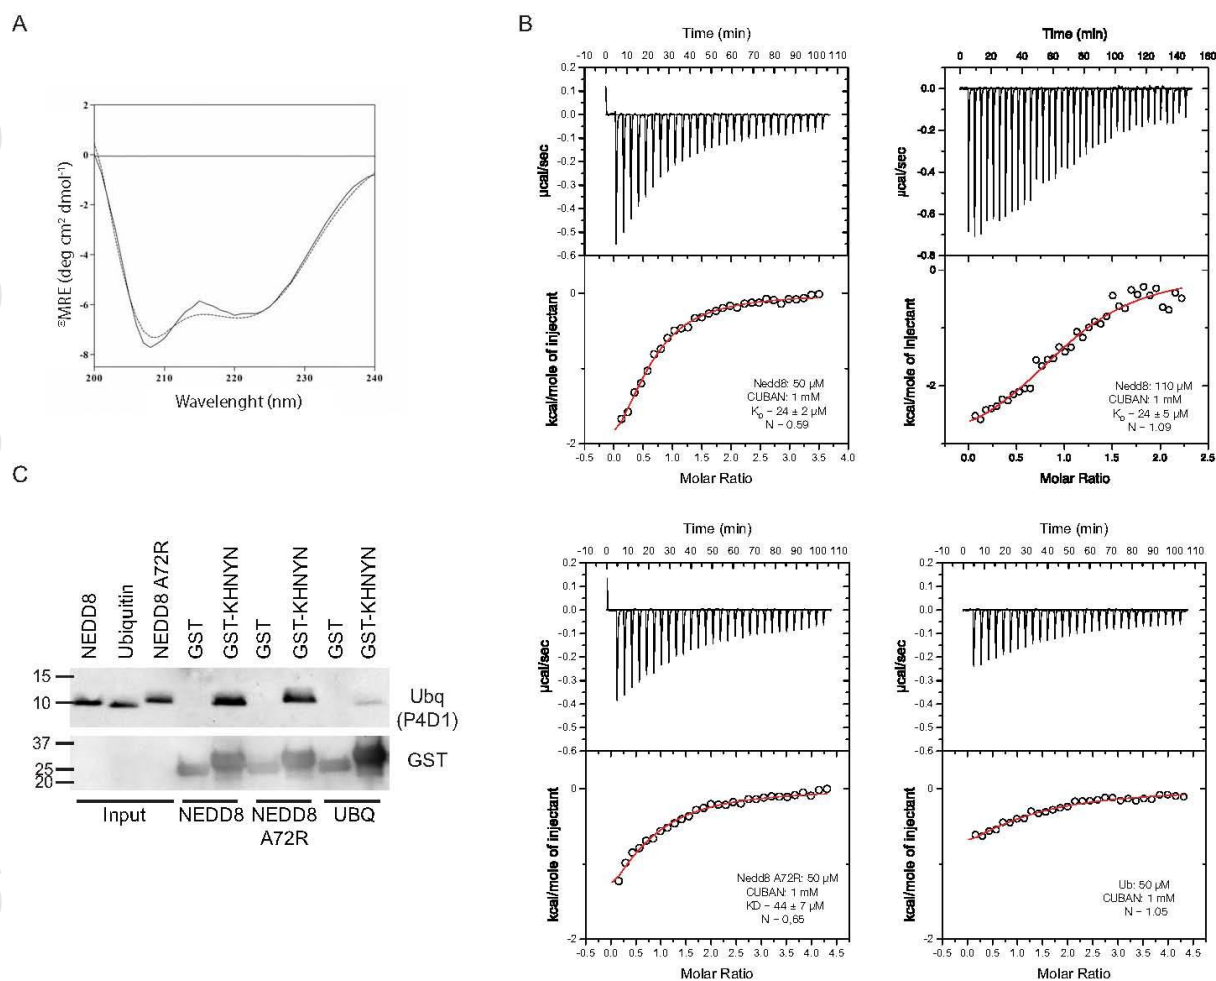 A
2
0
-2
-4
-6
-8
200
210
220
230
240
MRE (deg cm² dmol⁻¹)
Wavelenght (nm)
B
Time (min)
-10 0 10 20 30 40 50 60 70 80 90 100 110
0.2
0.1
0.0
-0.1
-0.2
-0.3
-0.4
-0.5
-0.6
µcal/sec
0
-2
kcal/mole of injectant
Nedd8: 50 µM
CUBAN: 1 mM
K_D – 24 ± 2 µM
N – 0.59
-0.5 0.0 0.5 1.0 1.5 2.0 2.5 3.0 3.5 4.0
Molar Ratio
Time (min)
0 20 40 60 80 100 120 140 160
0.0
-0.2
-0.4
-0.6
-0.8
µcal/sec
0
-2
kcal/mole of injectant
Nedd8: 110 µM
CUBAN: 1 mM
K_D – 24 ± 5 µM
N – 1.09
0.0 0.5 1.0 1.5 2.0 2.5
Molar Ratio
Time (min)
-10 0 10 20 30 40 50 60 70 80 90 100 110
0.2
0.1
0.0
-0.1
-0.2
-0.3
-0.4
-0.5
-0.6
µcal/sec
0
-2
kcal/mole of injectant
Nedd8 A72R: 50 µM
CUBAN: 1 mM
KD – 44 ± 7 µM
N – 0,65
-0.5 0.0 0.5 1.0 1.5 2.0 2.5 3.0 3.5 4.0 4.5
Molar Ratio
Time (min)
-10 0 10 20 30 40 50 60 70 80 90 100 110
0.2
0.1
0.0
-0.1
-0.2
-0.3
-0.4
-0.5
-0.6
µcal/sec
0
-2
kcal/mole of injectant
Ub: 50 µM
CUBAN: 1 mM
N – 1.05
-0.5 0.0 0.5 1.0 1.5 2.0 2.5 3.0 3.5 4.0 4.5
Molar Ratio
C
NEDD8
Ubiquitin
NEDD8 A72R
GST
GST-KHNYN
GST
GST-KHNYN
GST
GST-KHNYN
15
10
Ubq
(P4D1)
37
25
20
GST
Input
NEDD8
NEDD8
A72R
UBQ